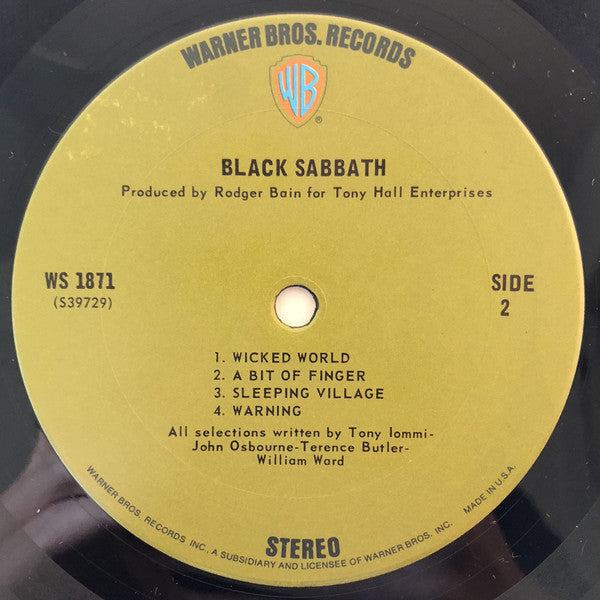 WARNER BROS. RECORDS
WB
®
BLACK SABBATH
Produced by Rodger Bain for Tony Hall Enterprises
WS 1871
(S39729)
SIDE
2
1. WICKED WORLD
2. A BIT OF FINGER
3. SLEEPING VILLAGE
4. WARNING
All selections written by Tony Iommi-
John Osbourne-Terence Butler-
William Ward
STEREO
WARNER BROS. RECORDS INC., A SUBSIDIARY AND LICENSEE OF WARNER BROS. INC. MADE IN U.S.A.